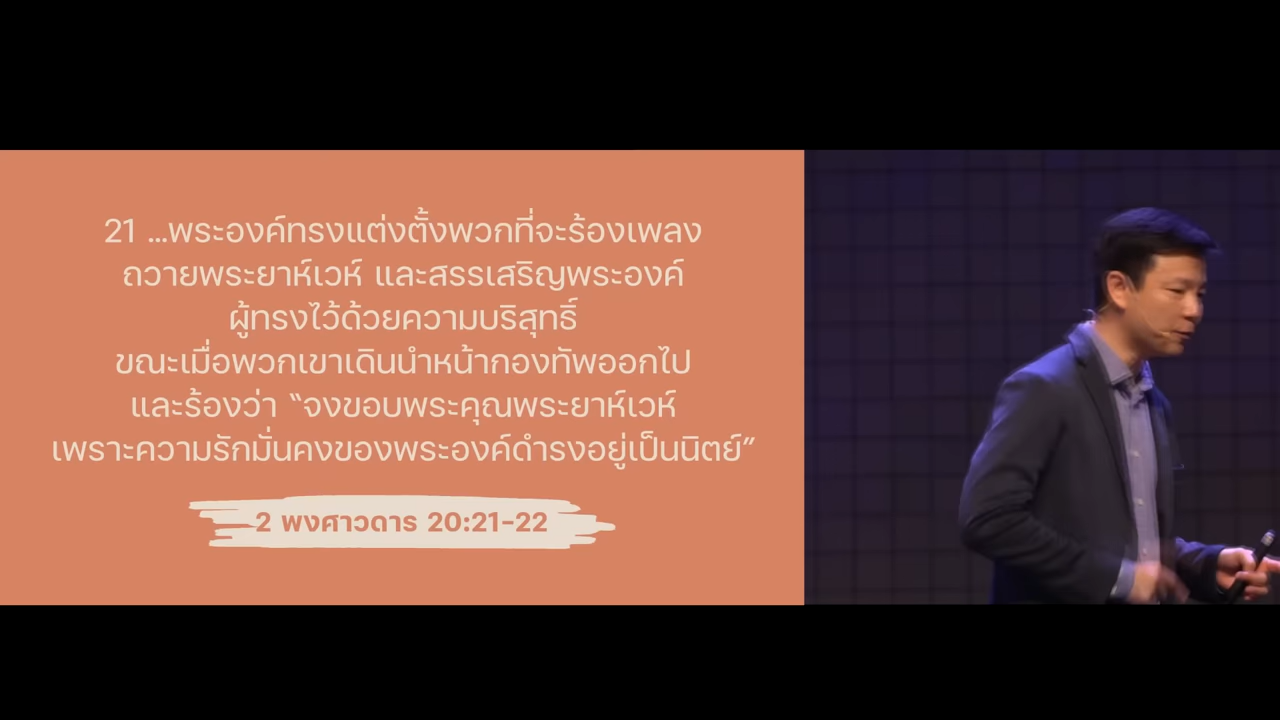 21 ...พระองค์ทรงแต่งตั้งพวกที่จะร้องเพลง
ถวายพระยาห์เวห์ และสรรเสริญพระองค์
ผู้ทรงไว้ด้วยความบริสุทธิ์
ขณะเมื่อพวกเขาเดินนำหน้ากองทัพออกไป
และร้องว่า “จงขอบพระคุณพระยาห์เวห์
เพราะความรักมั่นคงของพระองค์ดำรงอยู่เป็นนิตย์”
2 พงศาวดาร 20:21-22